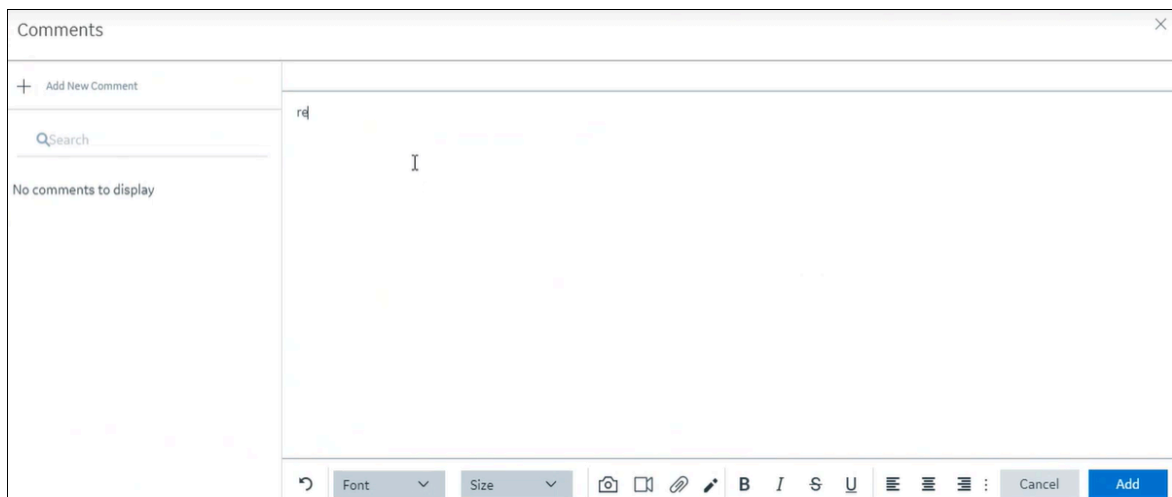 Comments
Add New Comment
re
Search
No comments to display
Font
Size
B I S U
Cancel
Add